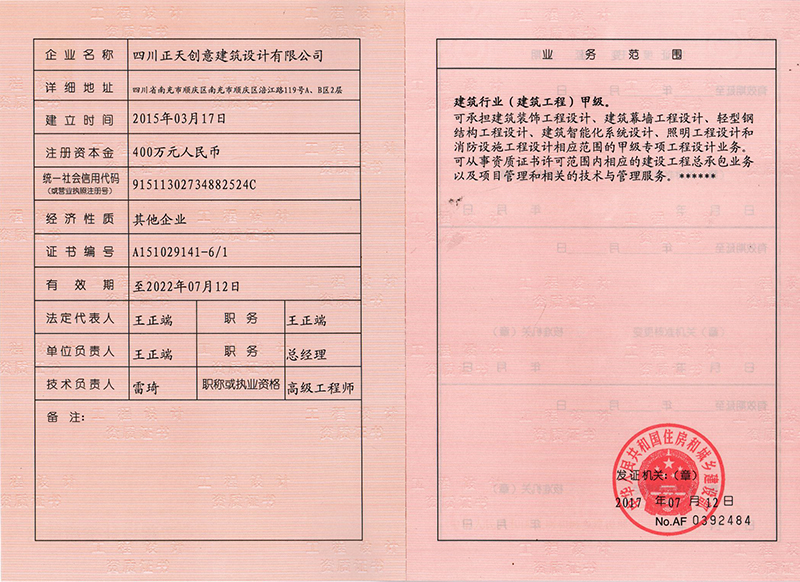 企业名称 四川正天创意建筑设计有限公司
详细地址 四川省南充市顺庆区南充市顺庆区涪江路119号A、B区2层
建立时间 2015年03月17日
注册资本金 400万元人民币
统一社会信用代码
(或营业执照注册号) 91511302734882524C
经济性质 其他企业
证书编号 A151029141-6/1
有效期 至2022年07月12日
法定代表人 王正端 职务 王正端
单位负责人 王正端 职务 总经理
技术负责人 雷琦 职称或执业资格 高级工程师
备注:
业务范围
建筑行业（建筑工程）甲级。
可承担建筑装饰工程设计、建筑幕墙工程设计、轻型钢
结构工程设计、建筑智能化系统设计、照明工程设计和
消防设施工程设计相应范围的甲级专项工程设计业务。
可从事资质证书许可范围内相应的建设工程总承包业务
以及项目管理和相关的技术与管理服务。******
中华人民共和国住房和城乡建设部
发证机关:（章）
2017 年 07 月 12 日
No.AF 0392484
工程设计
资质证书